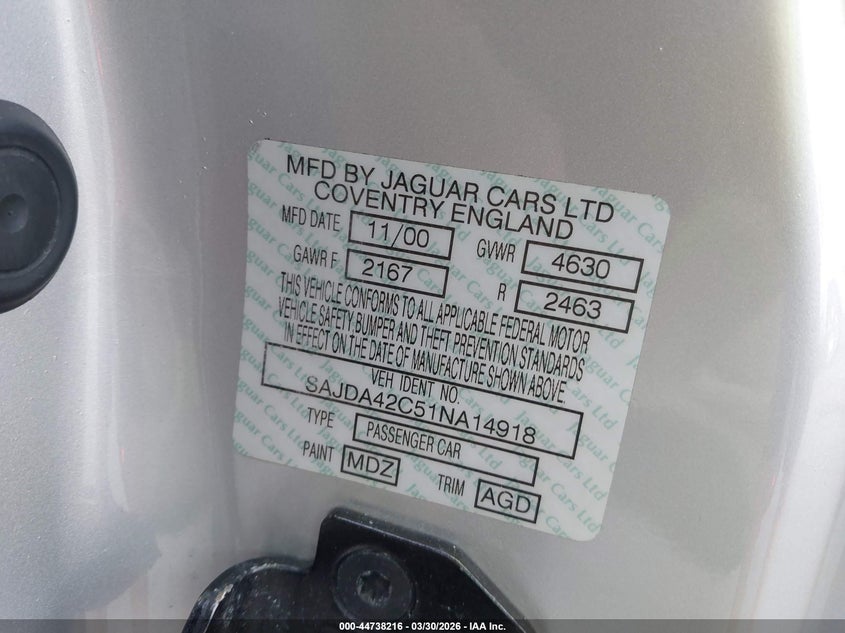 MFD BY JAGUAR CARS LTD
COVENTRY ENGLAND
MFD DATE 11/00 GVWR 4630
GAWR F 2167 R 2463
THIS VEHICLE CONFORMS TO ALL APPLICABLE FEDERAL MOTOR
VEHICLE SAFETY, BUMPER AND THEFT PREVENTION STANDARDS
IN EFFECT ON THE DATE OF MANUFACTURE SHOWN ABOVE.
VEH IDENT NO.
SAJDA42C51NA14918
TYPE PASSENGER CAR
PAINT MDZ TRIM AGD
000-44738216 - 03/30/2026 - IAA Inc.